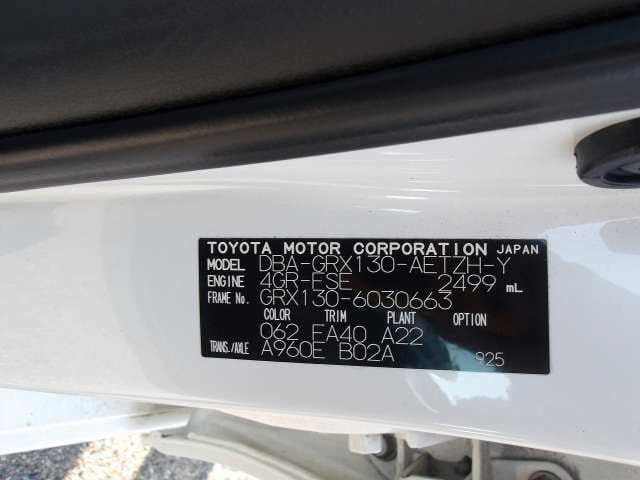 TOYOTA MOTOR CORPORATION JAPAN
MODEL DBA-GRX130-AETZH-Y
ENGINE 4GR-FSE 2499 mL
FRAME No. GRX130-6030663
COLOR TRIM PLANT OPTION
062 FA40 A22
TRANS./AXLE A960E B02A 925